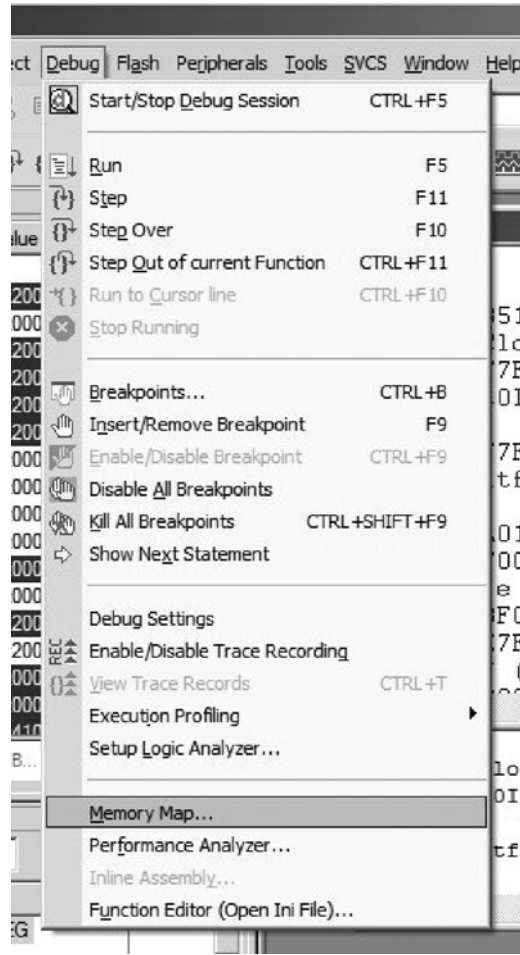 ect Debug Flash Peripherals Tools SVCS Window Help
Start/Stop Debug Session CTRL+F5
Run F5
Step F11
Step Over F10
Step Out of current Function CTRL+F11
Run to Cursor line CTRL+F10
Stop Running
Breakpoints... CTRL+B
Insert/Remove Breakpoint F9
Enable/Disable Breakpoint CTRL+F9
Disable All Breakpoints
Kill All Breakpoints CTRL+SHIFT+F9
Show Next Statement
Debug Settings
Enable/Disable Trace Recording
View Trace Records CTRL+T
Execution Profiling
Setup Logic Analyzer...
Memory Map...
Performance Analyzer...
Inline Assembly...
Function Editor (Open Ini File)...